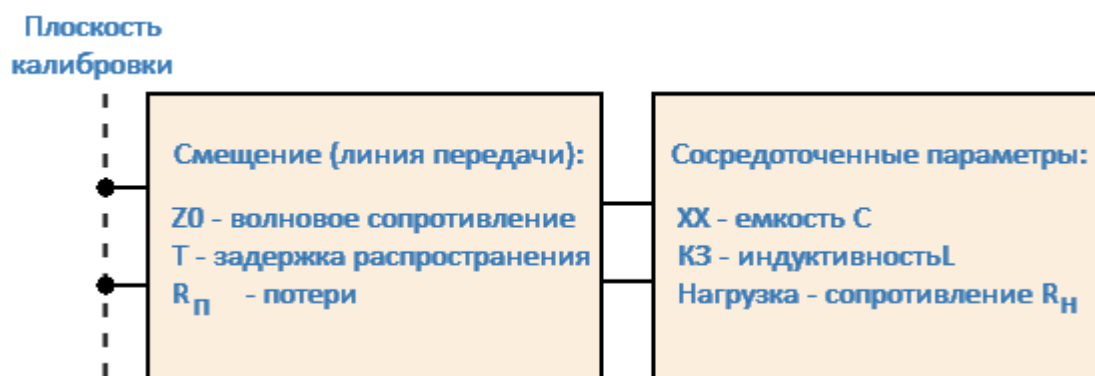 Плоскость
калибровки
Смещение (линия передачи):
Z0 - волновое сопротивление
T - задержка распространения
RП - потери
Сосредоточенные параметры:
ХХ - емкость С
КЗ - индуктивностьL
Нагрузка - сопротивление RН